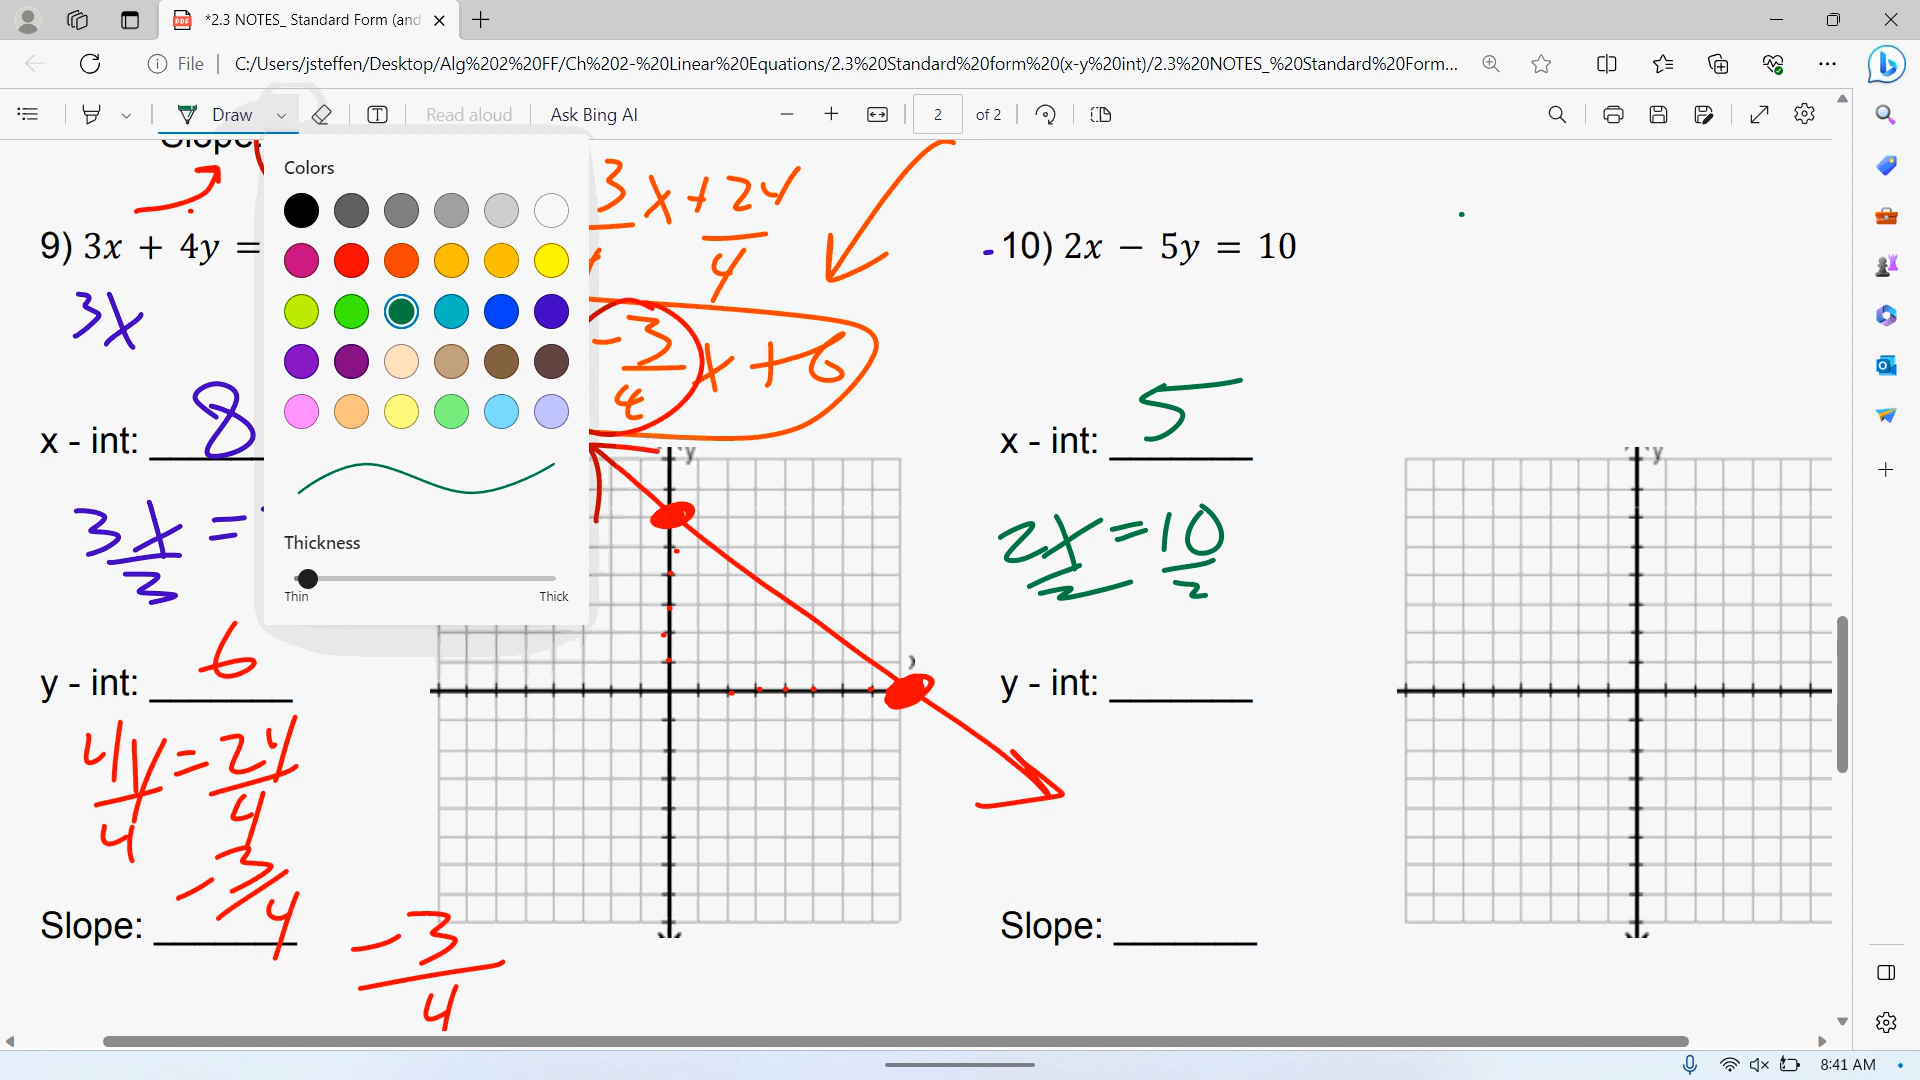 *2.3 NOTES_ Standard Form (and
File
C:/Users/jsteffen/Desktop/Alg%202%20FF/Ch%202-%20Linear%20Equations/2.3%20Standard%20form%20(x-y%20int)/2.3%20NOTES_%20Standard%20Form...
Draw
Read aloud
Ask Bing AI
2 of 2
Slope:
Colors
Thickness
Thin
Thick
3x + 24
4
-3/4 x + 6
9) 3x + 4y =
3x
x - int: 8
3x =
3
y - int: 6
4y = 24
4 4
Slope: -3/4
-3
4
y
x
10) 2x − 5y = 10
x - int: 5
2x = 10
2 2
y - int: ______
Slope: ______
y
8:41 AM